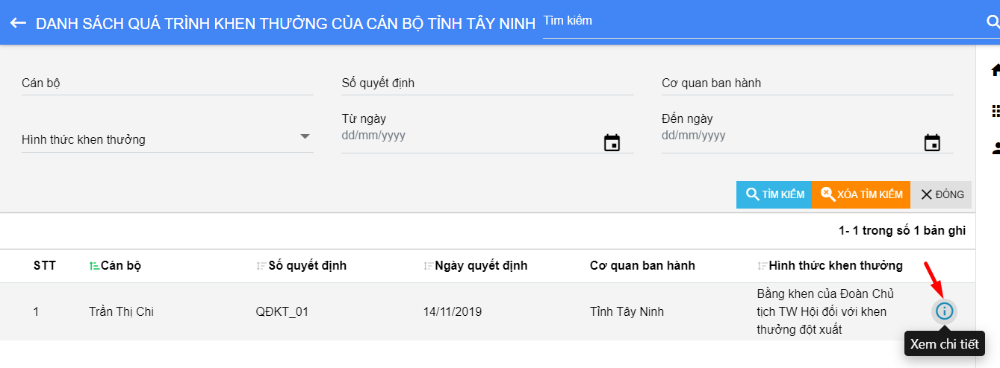 DANH SÁCH QUÁ TRÌNH KHEN THƯỞNG CỦA CÁN BỘ TỈNH TÂY NINH Tìm kiếm
Cán bộ Số quyết định Cơ quan ban hành
Từ ngày Đến ngày
Hình thức khen thưởng dd/mm/yyyy dd/mm/yyyy
TÌM KIẾM XÓA TÌM KIẾM ĐÓNG
1- 1 trong số 1 bản ghi
STT Cán bộ Số quyết định Ngày quyết định Cơ quan ban hành Hình thức khen thưởng
1 Trần Thị Chi QĐKT_01 14/11/2019 Tỉnh Tây Ninh Bằng khen của Đoàn Chủ
tịch TW Hội đối với khen
thưởng đột xuất
Xem chi tiết